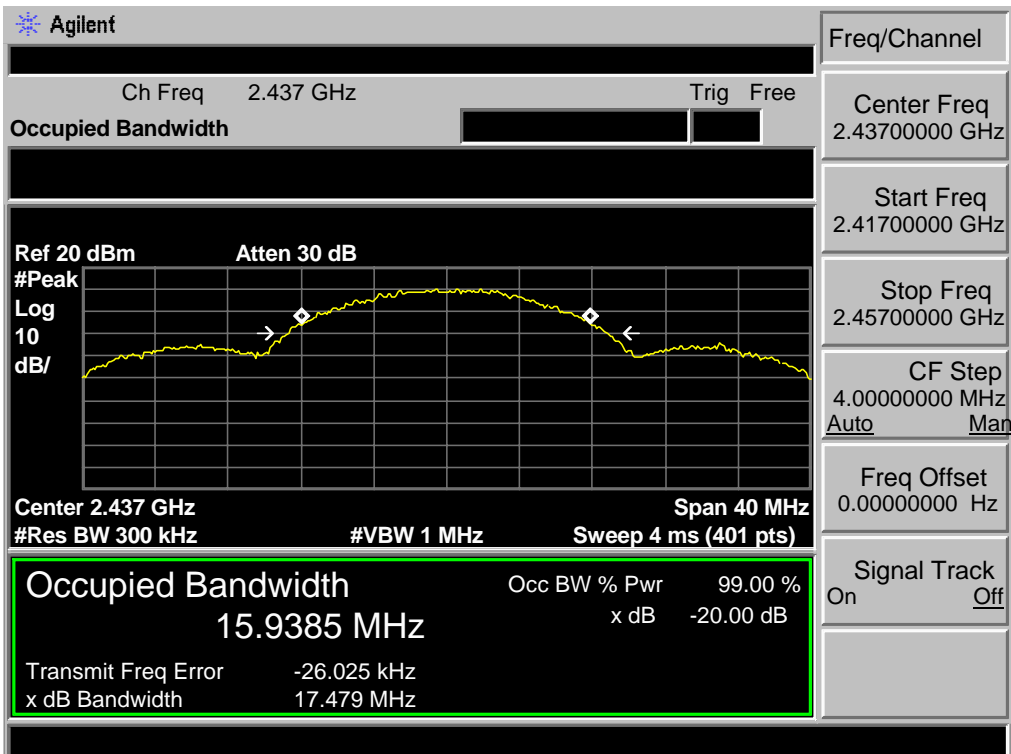 Agilent
Freq/Channel
Ch Freq 2.437 GHz Trig Free
Occupied Bandwidth
Center Freq
2.43700000 GHz
Start Freq
2.41700000 GHz
Stop Freq
2.45700000 GHz
CF Step
4.00000000 MHz
Auto Man
Freq Offset
0.00000000 Hz
Signal Track
On Off
Ref 20 dBm Atten 30 dB
#Peak
Log
10
dB/
Center 2.437 GHz Span 40 MHz
#Res BW 300 kHz #VBW 1 MHz Sweep 4 ms (401 pts)
Occupied Bandwidth Occ BW % Pwr 99.00 %
15.9385 MHz x dB -20.00 dB
Transmit Freq Error -26.025 kHz
x dB Bandwidth 17.479 MHz